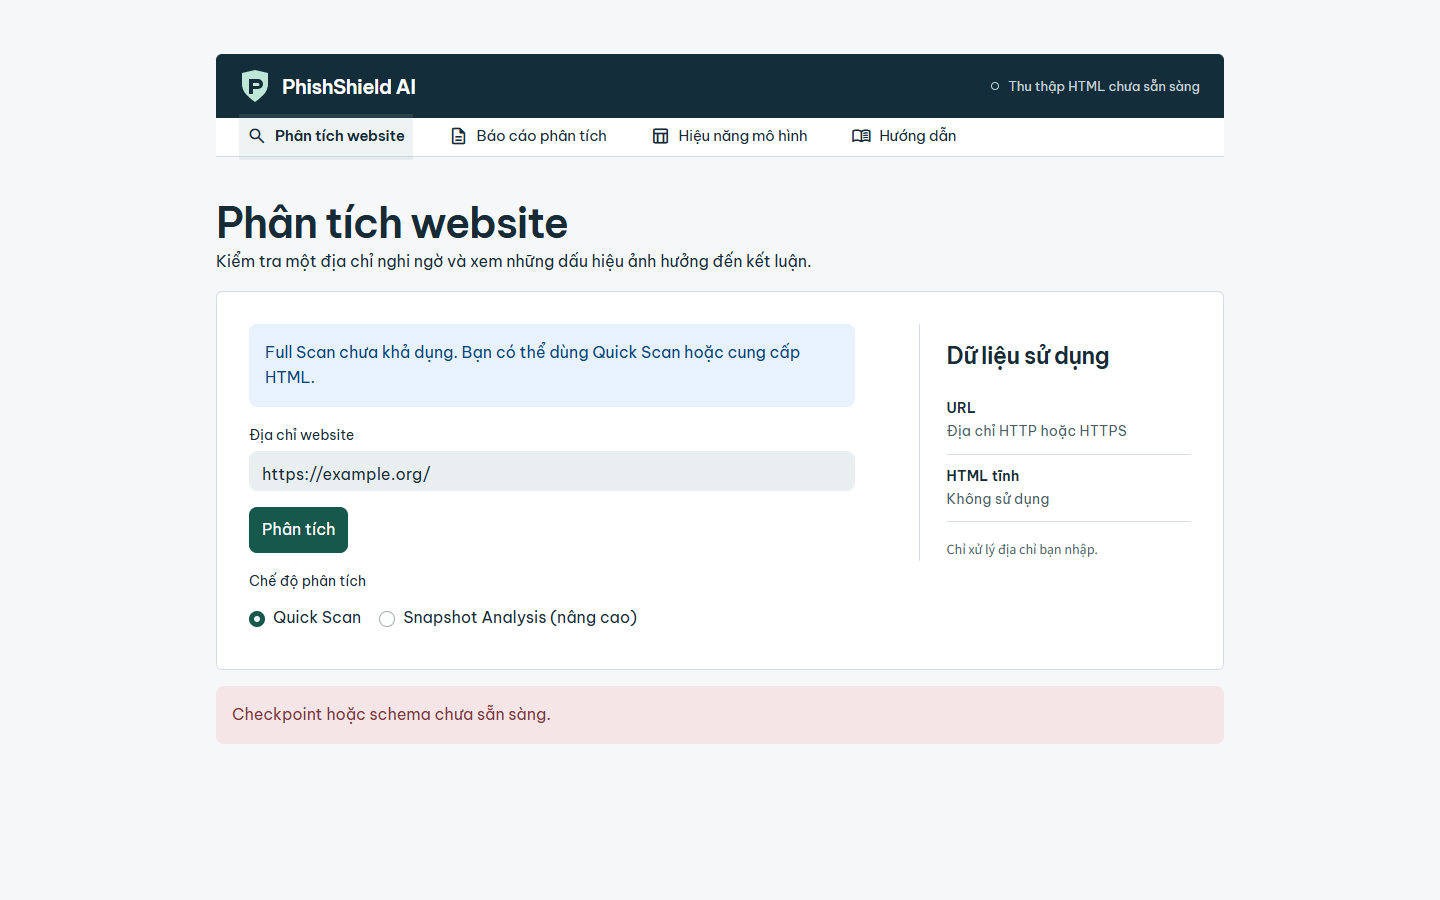 PhishShield AI
Thu thập HTML chưa sẵn sàng
Phân tích website
Báo cáo phân tích
Hiệu năng mô hình
Hướng dẫn
Phân tích website
Kiểm tra một địa chỉ nghi ngờ và xem những dấu hiệu ảnh hưởng đến kết luận.
Full Scan chưa khả dụng. Bạn có thể dùng Quick Scan hoặc cung cấp
HTML.
Địa chỉ website
https://example.org/
Phân tích
Chế độ phân tích
Quick Scan
Snapshot Analysis (nâng cao)
Dữ liệu sử dụng
URL
Địa chỉ HTTP hoặc HTTPS
HTML tĩnh
Không sử dụng
Chỉ xử lý địa chỉ bạn nhập.
Checkpoint hoặc schema chưa sẵn sàng.